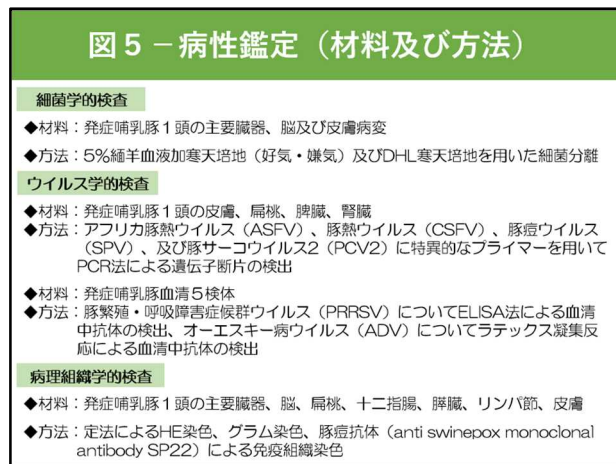 図5－病性鑑定（材料及び方法）
細菌学的検査
◆材料：発症哺乳豚1頭の主要臓器、脳及び皮膚病変
◆方法：5%緬羊血液加寒天培地（好気・嫌気）及びDHL寒天培地を用いた細菌分離
ウイルス学的検査
◆材料：発症哺乳豚1頭の皮膚、扁桃、脾臓、腎臓
◆方法：アフリカ豚熱ウイルス（ASFV）、豚熱ウイルス（CSFV）、豚痘ウイルス
（SPV）、及び豚サーコウイルス2（PCV2）に特異的なプライマーを用いて
PCR法による遺伝子断片の検出
◆材料：発症哺乳豚血清5検体
◆方法：豚繁殖・呼吸障害症候群ウイルス（PRRSV）についてELISA法による血清
中抗体の検出、オーエスキー病ウイルス（ADV）についてラテックス凝集反
応による血清中抗体の検出
病理組織学的検査
◆材料：発症哺乳豚1頭の主要臓器、脳、扁桃、十二指腸、膵臓、リンパ節、皮膚
◆方法：定法によるHE染色、グラム染色、豚痘抗体（anti swinepox monoclonal
antibody SP22）による免疫組織染色